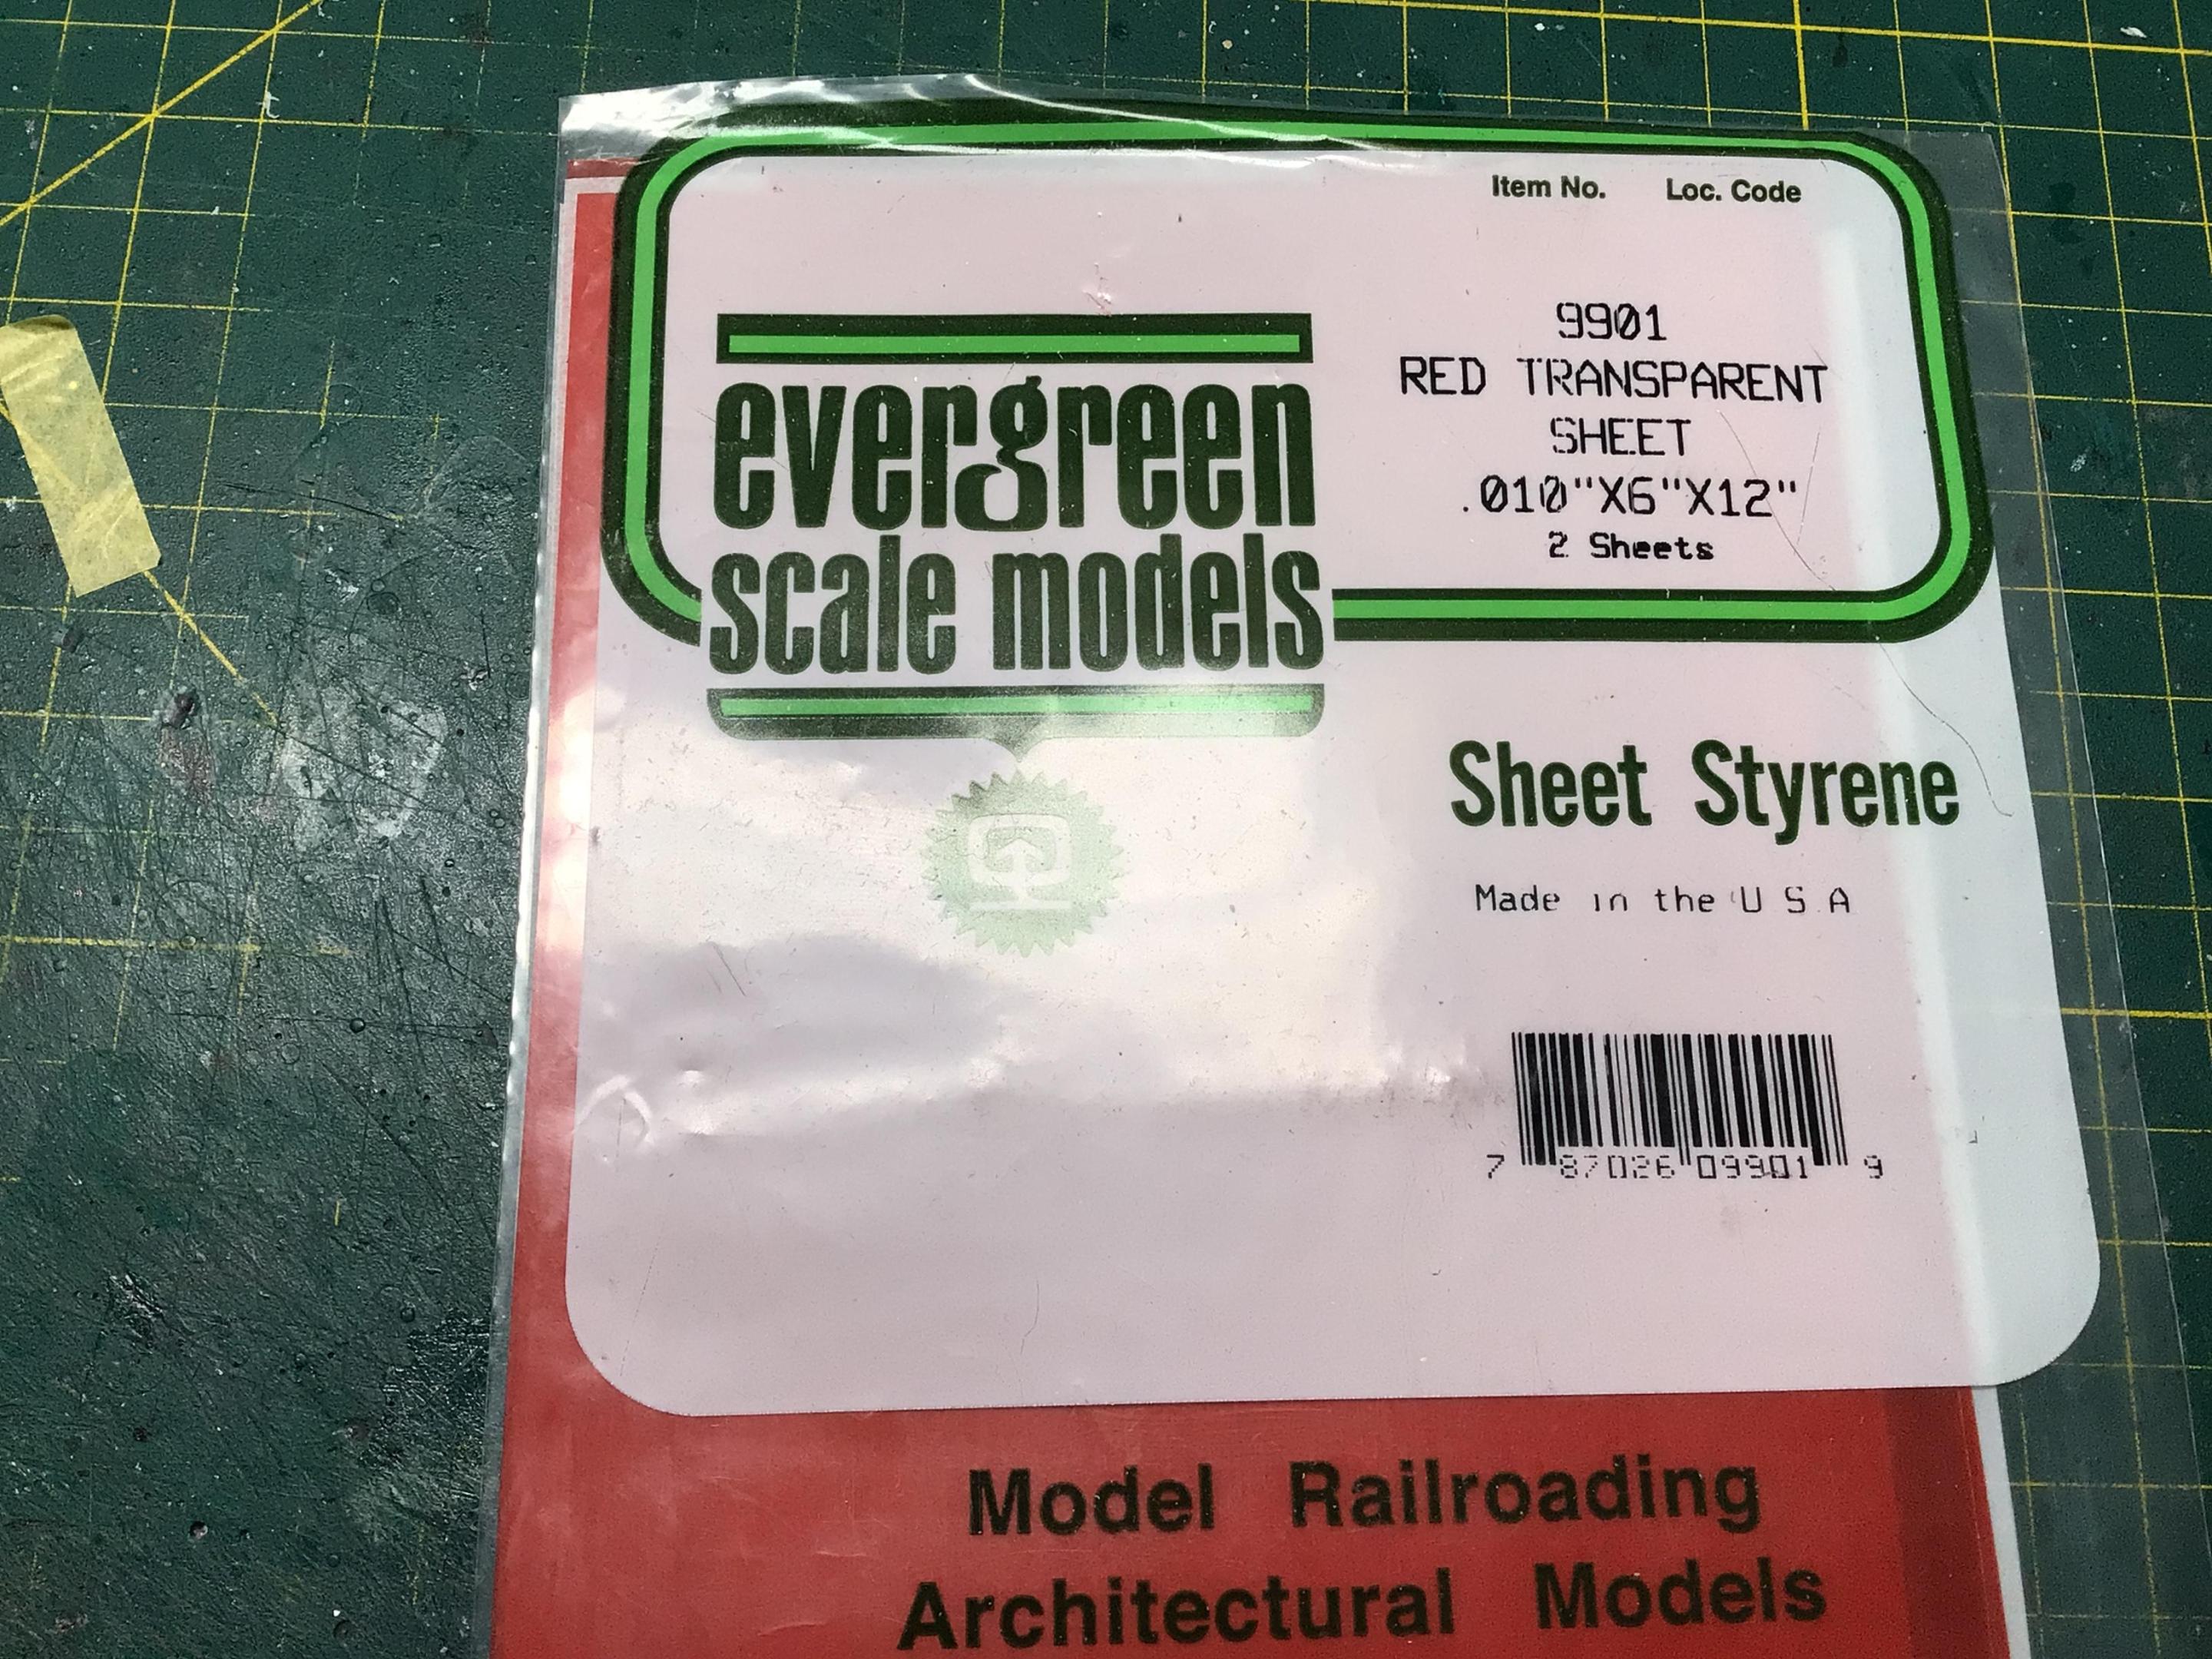 Item No. Loc. Code
9901
RED TRANSPARENT
SHEET
.010"X6"X12"
2 Sheets
evergreen
scale models
Sheet Styrene
Made in the U S A
7 87026 09901 9
Model Railroading
Architectural Models